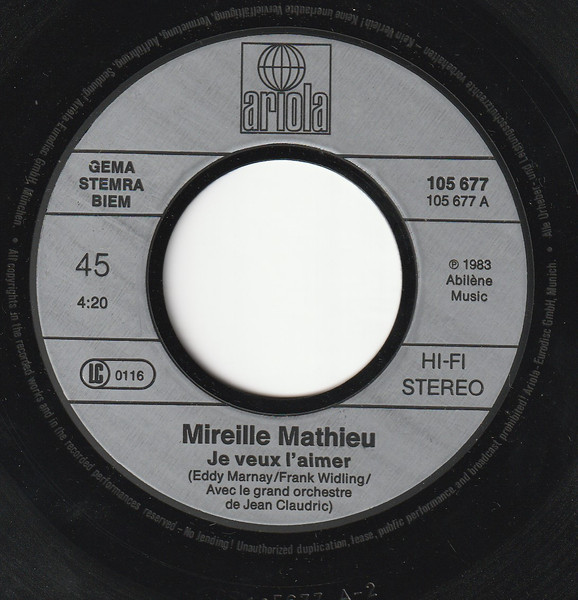 ariola
GEMA
STEMRA
BIEM
105 677
105 677 A
45
4:20
℗ 1983
Abilène
Music
LC 0116
HI-FI
STEREO
Mireille Mathieu
Je veux l'aimer
(Eddy Marnay/Frank Widling/
Avec le grand orchestre
de Jean Claudric)
All copyrights in the recorded works and in the recorded performances reserved – No lending! Unauthorized duplication, lease, public performance and broadcast prohibited! Ariola-Eurodisc GmbH, Munich.